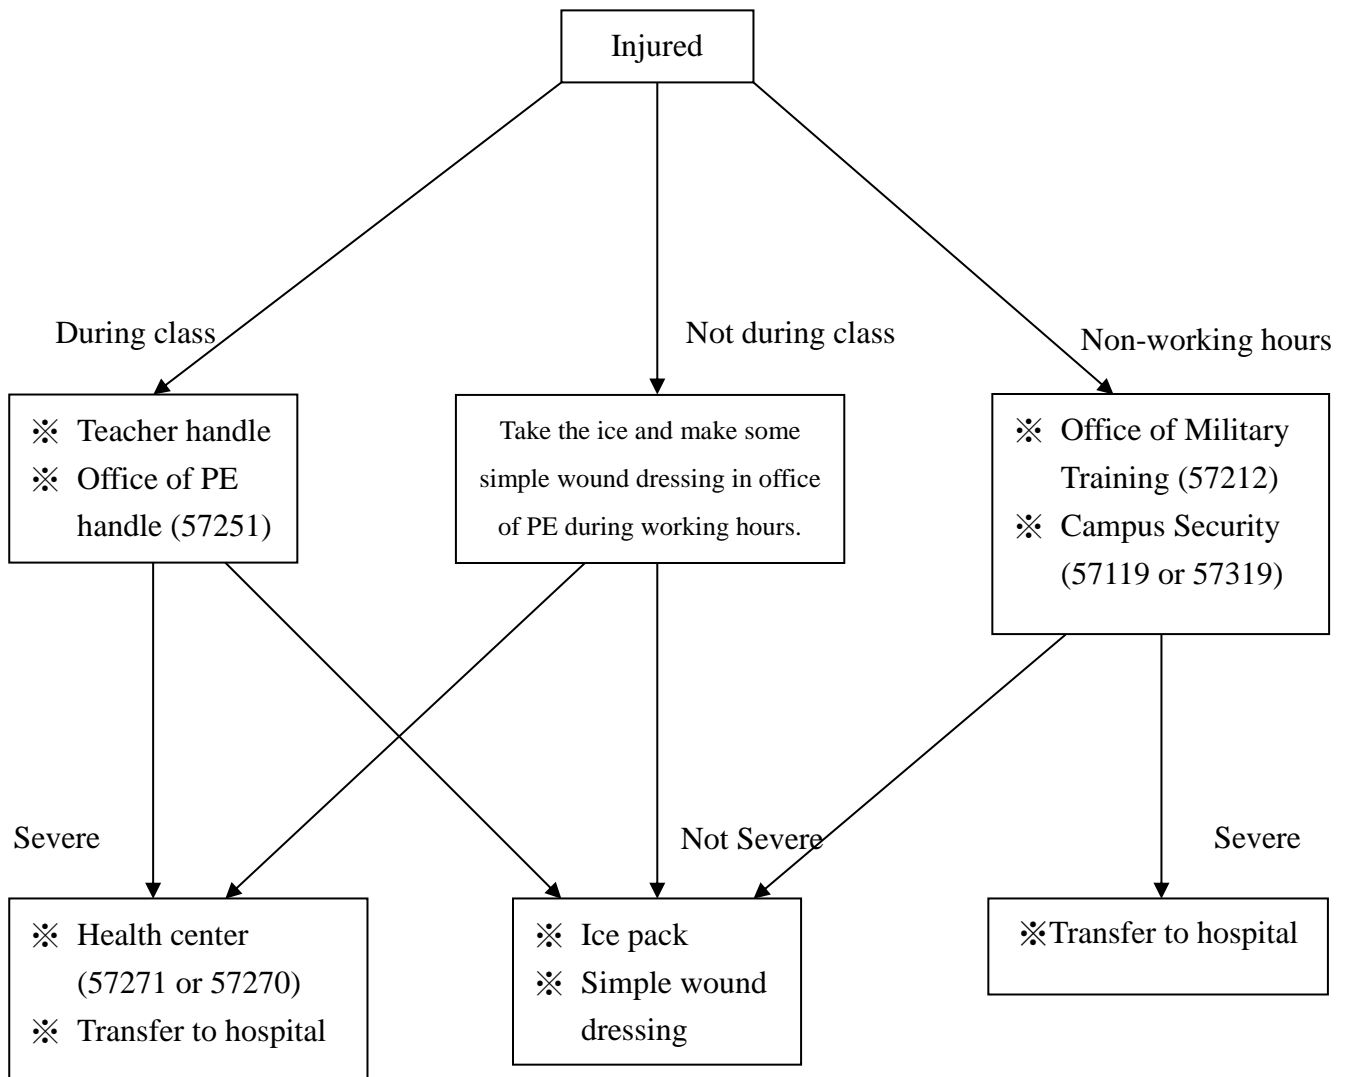 Injured
During class
Not during class
Non-working hours
※ Teacher handle
※ Office of PE
handle (57251)
Take the ice and make some
simple wound dressing in office
of PE during working hours.
※ Office of Military
Training (57212)
※ Campus Security
(57119 or 57319)
Severe
Not Severe
Severe
※ Health center
(57271 or 57270)
※ Transfer to hospital
※ Ice pack
※ Simple wound
dressing
※Transfer to hospital